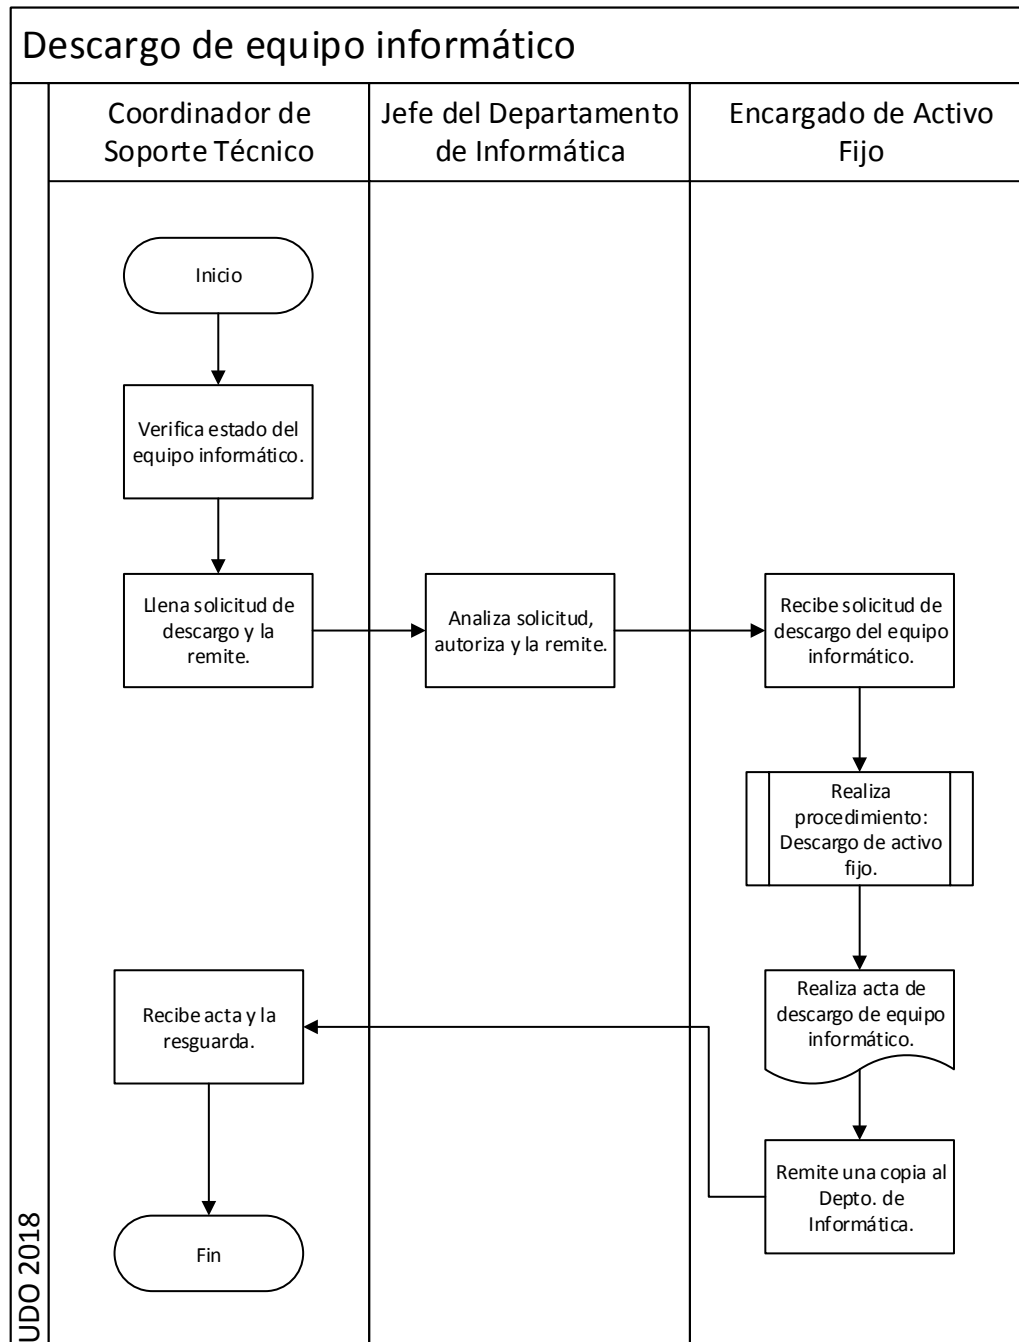 Descargo de equipo informático
Coordinador de
Soporte Técnico
Jefe del Departamento
de Informática
Encargado de Activo
Fijo
Inicio
Verifica estado del
equipo informático.
Llena solicitud de
descargo y la
remite.
Analiza solicitud,
autoriza y la remite.
Recibe solicitud de
descargo del equipo
informático.
Realiza
procedimiento:
Descargo de activo
fijo.
Realiza acta de
descargo de equipo
informático.
Remite una copia al
Depto. de
Informática.
Recibe acta y la
resguarda.
Fin
UDO 2018